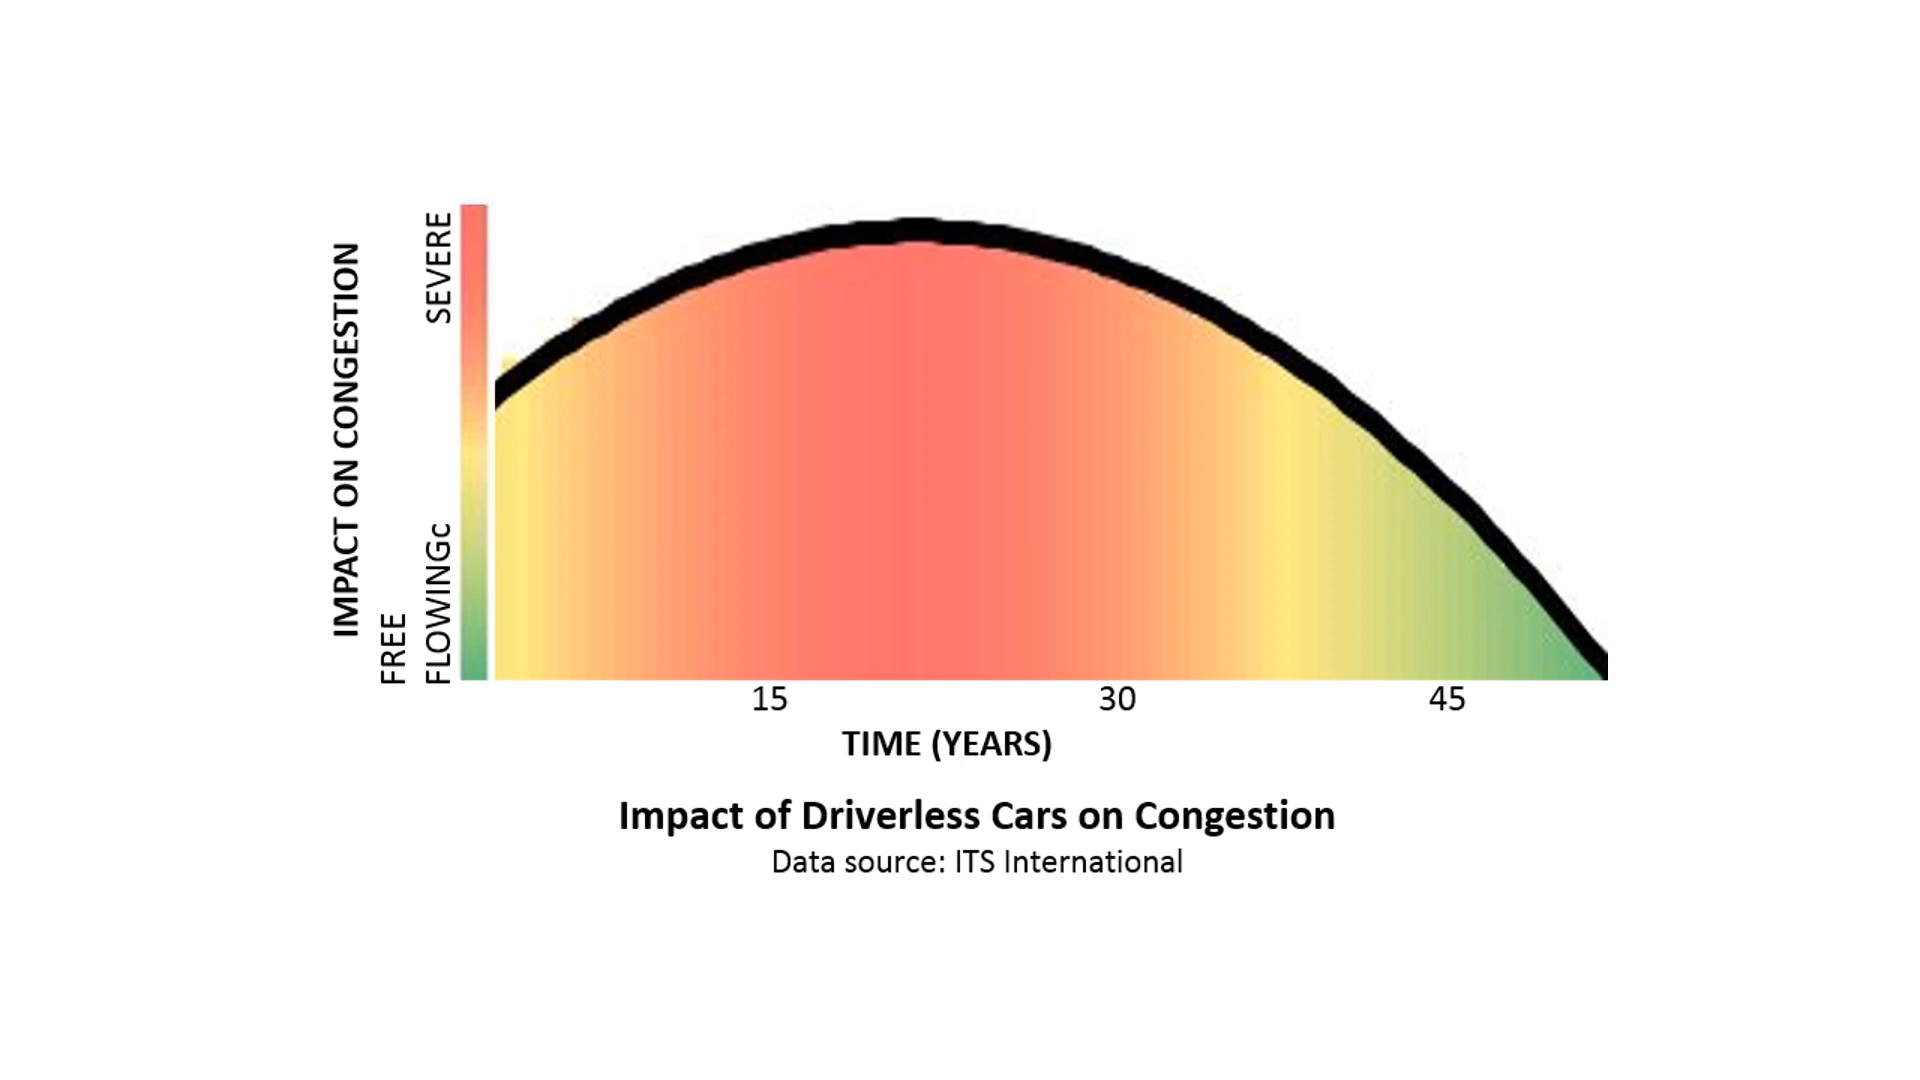 IMPACT ON CONGESTION
SEVERE
FREE
FLOWINGc
15 30 45
TIME (YEARS)
Impact of Driverless Cars on Congestion
Data source: ITS International